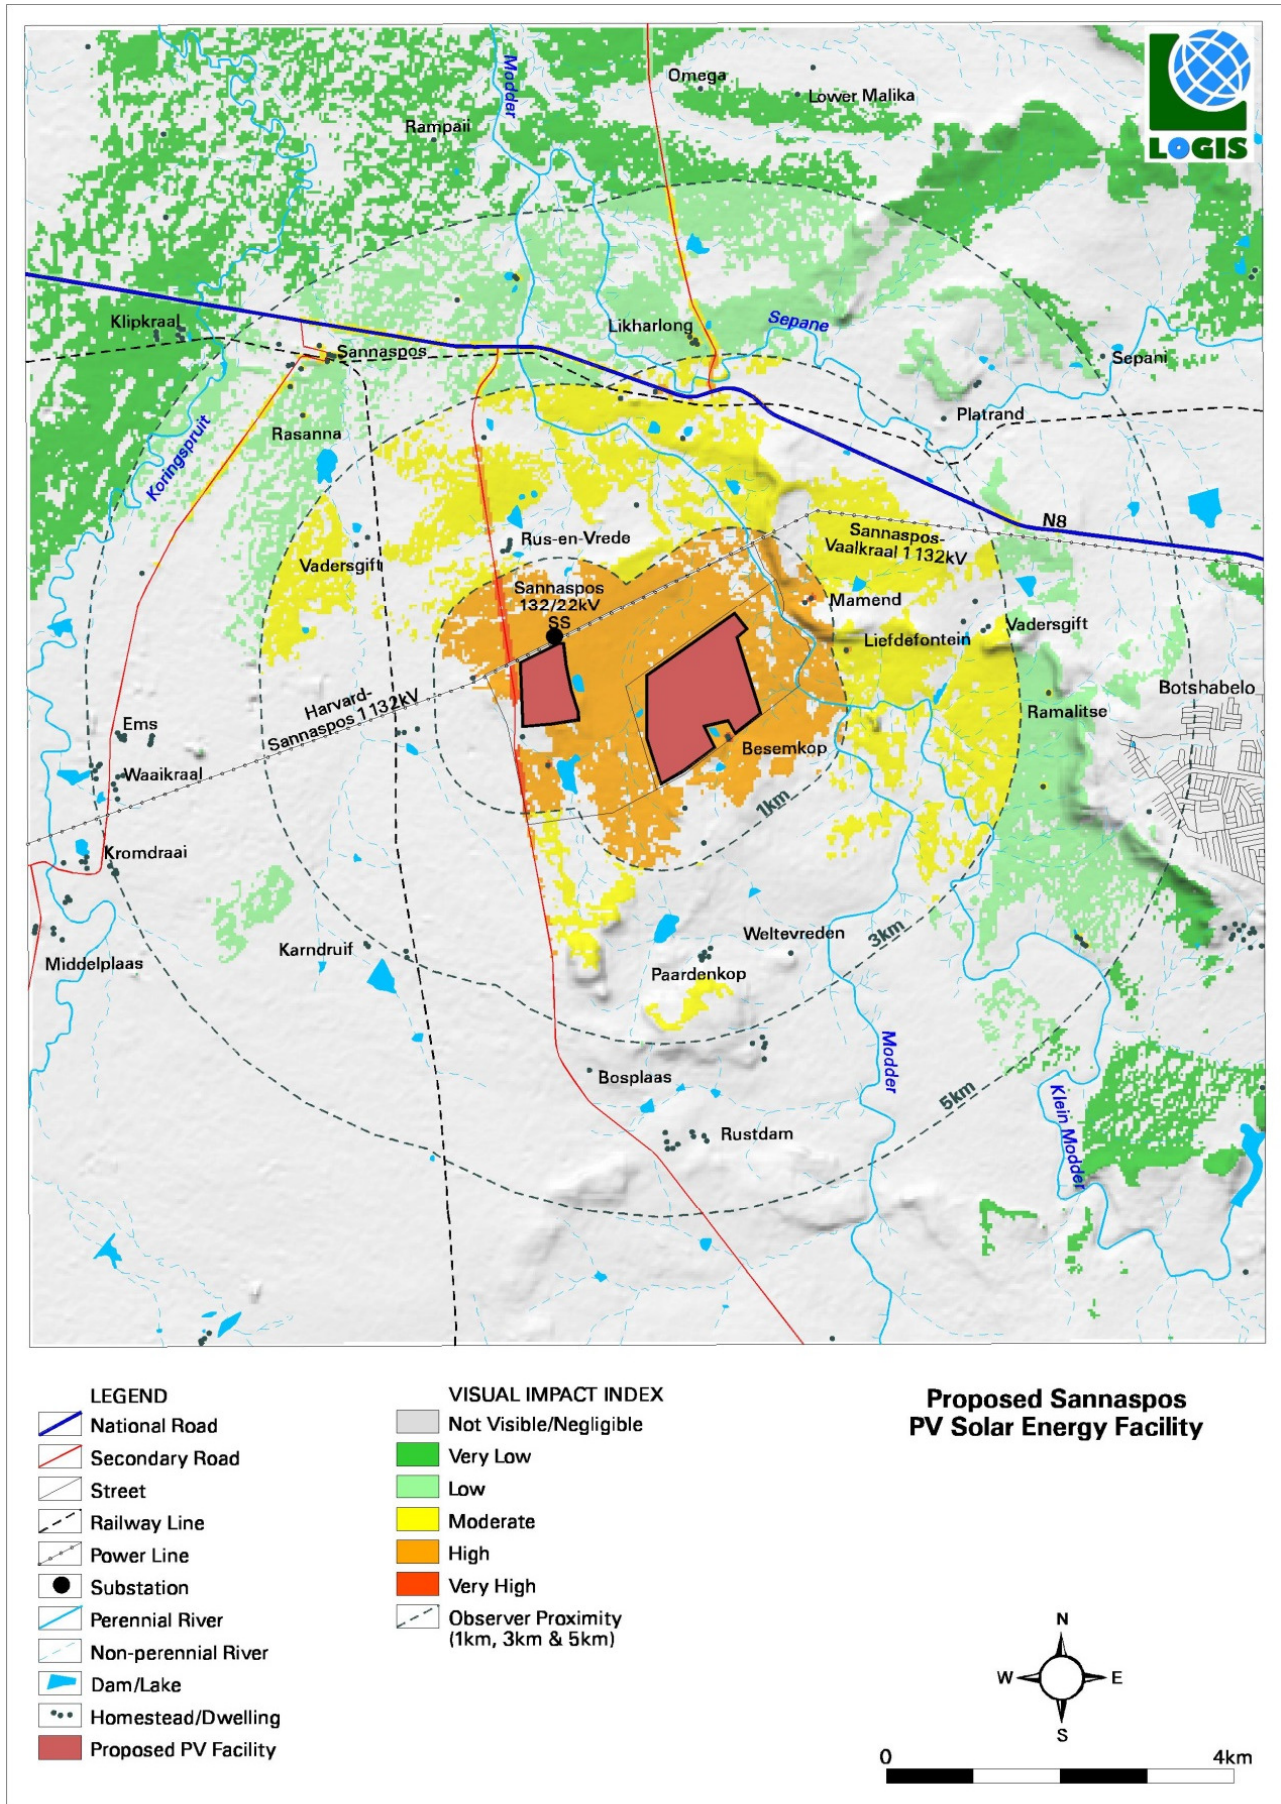 LOGIS
Modder
Omega
Lower Malika
Rampaii
Klipkraal
Sannaspos
Likharlong
Sepane
Sepani
Platrand
Rasanna
Koringspruit
N8
Rus-en-Vrede
Sannaspos-
Vaalkraal 1 132kV
Vadersgift
Sannaspos
132/22kV
SS
Mamend
Liefdefontein
Vadersgift
Botshabelo
Harvard-
Sannaspos 1 132kV
Ramalitse
Ems
Besemkop
Waaikraal
1km
Kromdraai
3km
Weltevreden
Karndruif
Middelplaas
Paardenkop
Modder
Bosplaas
5km
Klein Modder
Rustdam
LEGEND
National Road
Secondary Road
Street
Railway Line
Power Line
Substation
Perennial River
Non-perennial River
Dam/Lake
Homestead/Dwelling
Proposed PV Facility
VISUAL IMPACT INDEX
Not Visible/Negligible
Very Low
Low
Moderate
High
Very High
Observer Proximity
(1km, 3km & 5km)
Proposed Sannaspos
PV Solar Energy Facility
N
W E
S
0 4km